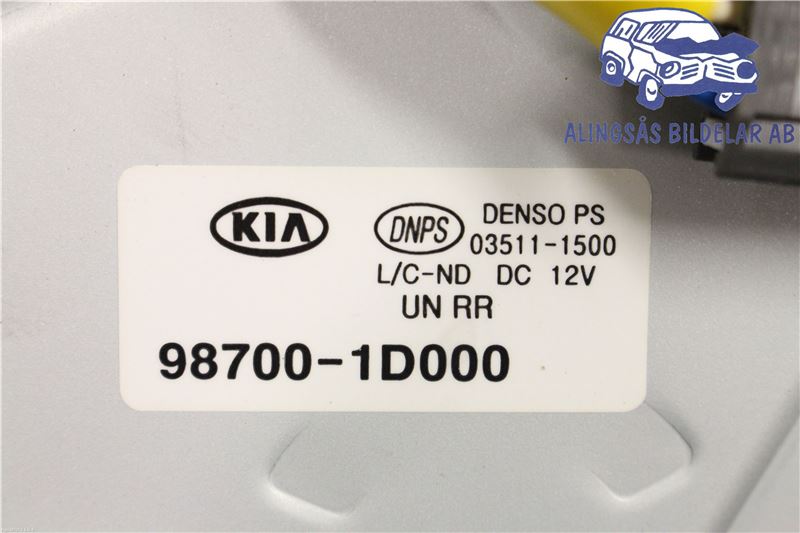 ALINGSÅS BILDELAR AB
KIA
DNPS
DENSO PS
03511-1500
L/C-ND DC 12V
UN RR
98700-1D000